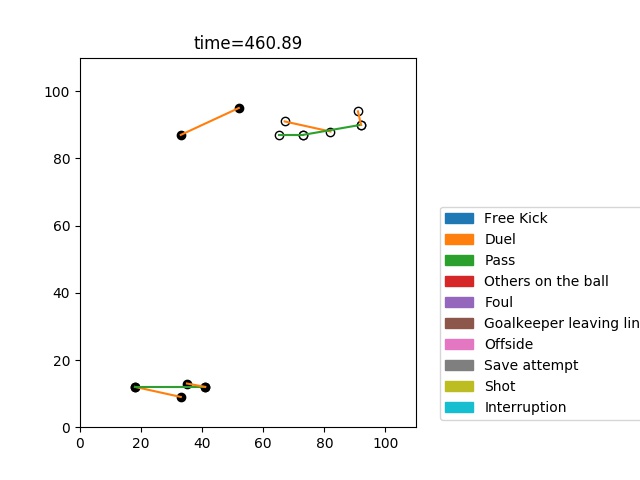 time=460.89
100
80
60
40
20
0
0 20 40 60 80 100
Free Kick
Duel
Pass
Others on the ball
Foul
Goalkeeper leaving lin
Offside
Save attempt
Shot
Interruption